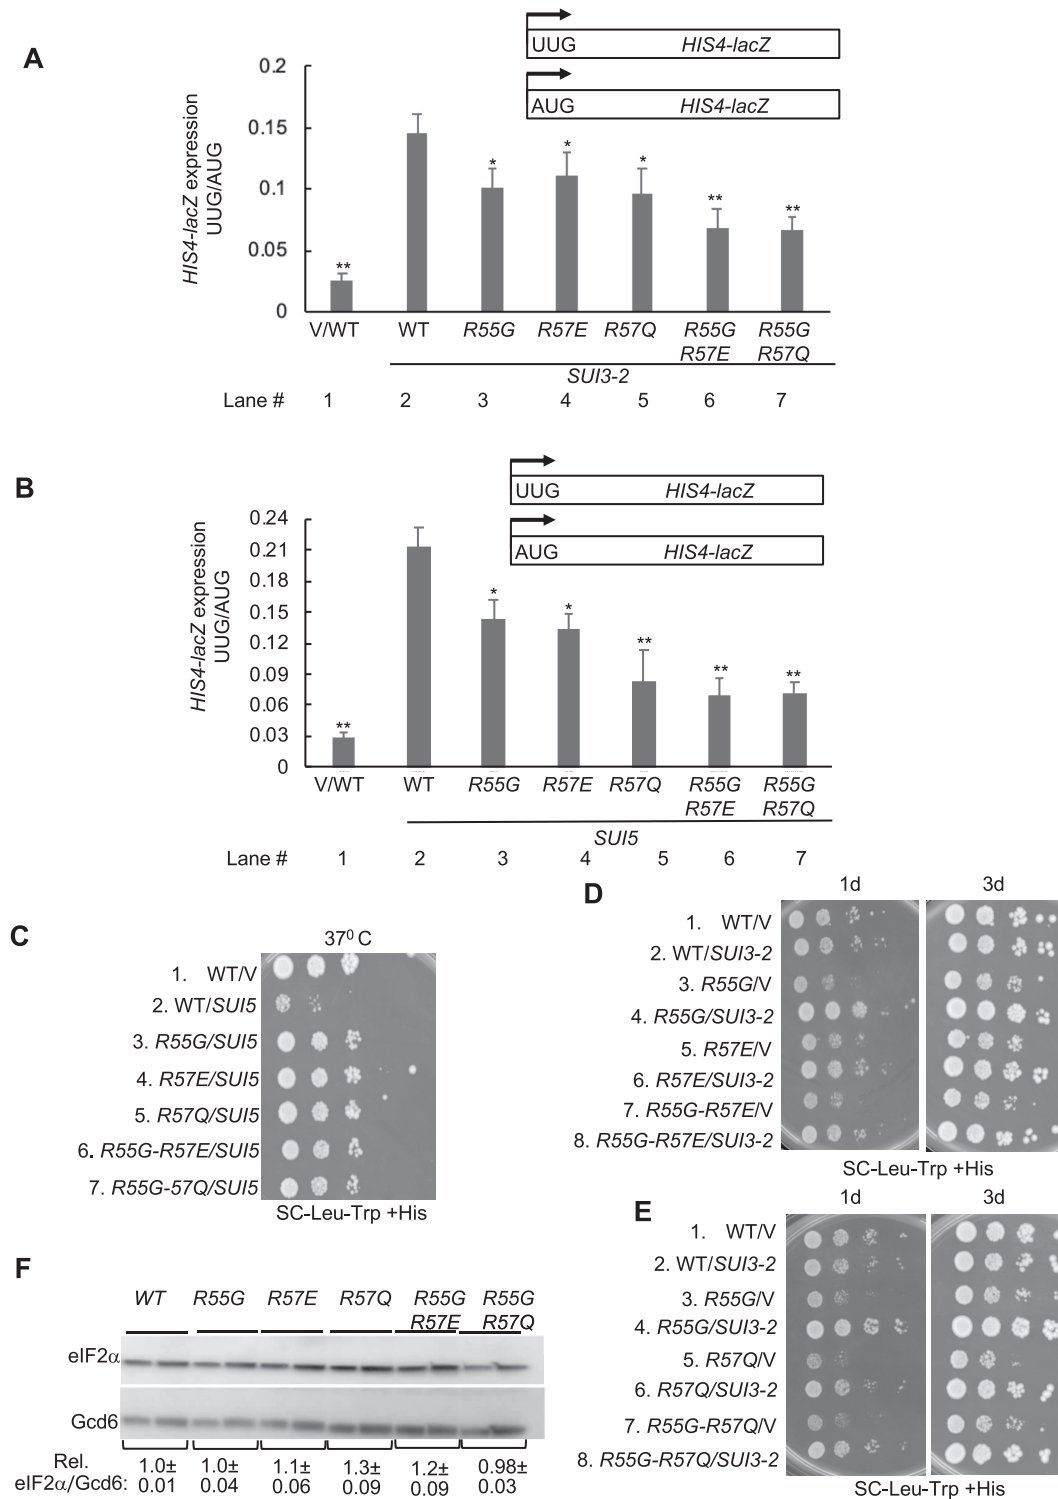 A
UUG HIS4-lacZ
AUG HIS4-lacZ
HIS4-lacZ expression
UUG/AUG
0.2
0.15
0.1
0.05
0
**
*
*
*
**
**
V/WT WT R55G R57E R57Q R55G R55G
R57E R57Q
SUI3-2
Lane # 1 2 3 4 5 6 7
B
UUG HIS4-lacZ
AUG HIS4-lacZ
HIS4-lacZ expression
UUG/AUG
0.24
0.21
0.18
0.15
0.12
0.09
0.06
0.03
0
**
*
*
**
**
**
V/WT WT R55G R57E R57Q R55G R55G
R57E R57Q
SUI5
Lane # 1 2 3 4 5 6 7
C
37⁰ C
1. WT/V
2. WT/SUI5
3. R55G/SUI5
4. R57E/SUI5
5. R57Q/SUI5
6. R55G-R57E/SUI5
7. R55G-57Q/SUI5
SC-Leu-Trp +His
D
1d 3d
1. WT/V
2. WT/SUI3-2
3. R55G/V
4. R55G/SUI3-2
5. R57E/V
6. R57E/SUI3-2
7. R55G-R57E/V
8. R55G-R57E/SUI3-2
SC-Leu-Trp +His
E
1d 3d
1. WT/V
2. WT/SUI3-2
3. R55G/V
4. R55G/SUI3-2
5. R57Q/V
6. R57Q/SUI3-2
7. R55G-R57Q/V
8. R55G-R57Q/SUI3-2
SC-Leu-Trp +His
F
WT R55G R57E R57Q R55G R55G
R57E R57Q
eIF2α
Gcd6
Rel. 1.0± 1.0± 1.1± 1.3± 1.2± 0.98±
eIF2α/Gcd6: 0.01 0.04 0.06 0.09 0.09 0.03